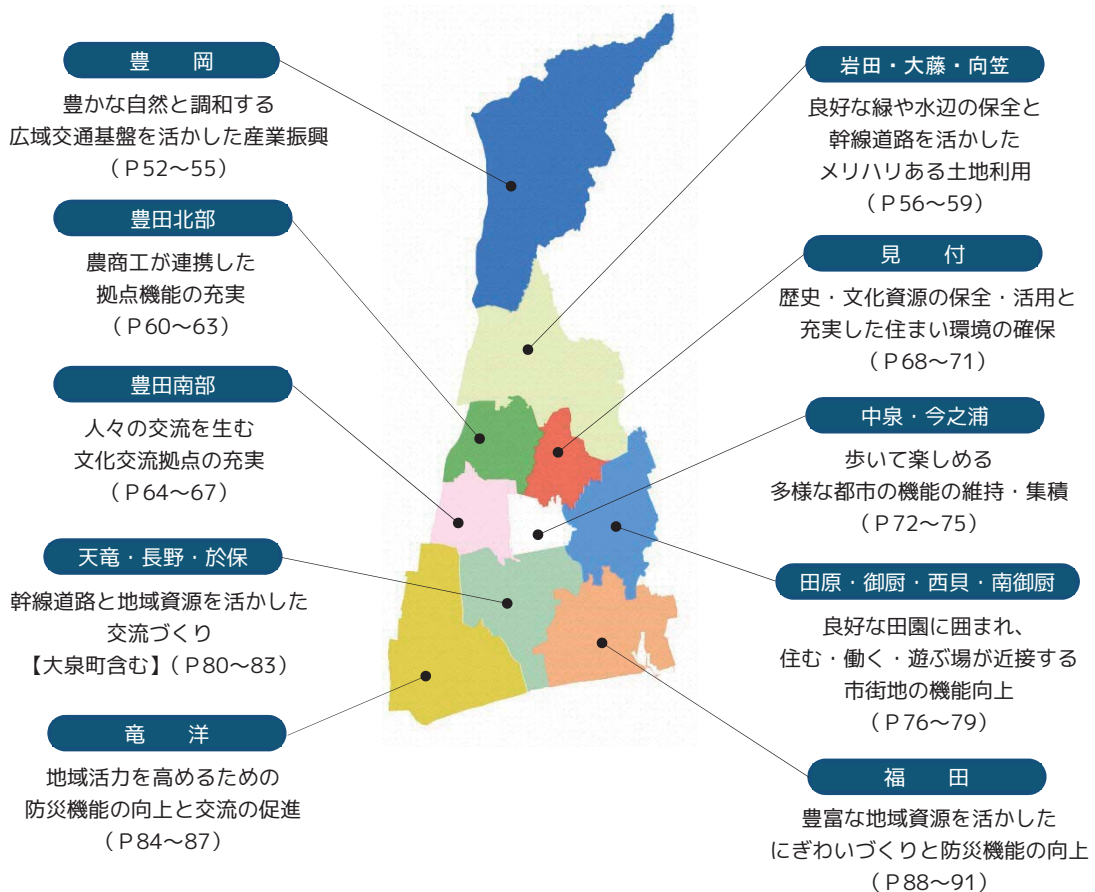 豊　岡
豊かな自然と調和する
広域交通基盤を活かした産業振興
（Ｐ52～55）
豊田北部
農商工が連携した
拠点機能の充実
（Ｐ60～63）
豊田南部
人々の交流を生む
文化交流拠点の充実
（Ｐ64～67）
天竜・長野・於保
幹線道路と地域資源を活かした
交流づくり
【大泉町含む】（Ｐ80～83）
竜　洋
地域活力を高めるための
防災機能の向上と交流の促進
（Ｐ84～87）
岩田・大藤・向笠
良好な緑や水辺の保全と
幹線道路を活かした
メリハリある土地利用
（Ｐ56～59）
見　付
歴史・文化資源の保全・活用と
充実した住まい環境の確保
（Ｐ68～71）
中泉・今之浦
歩いて楽しめる
多様な都市の機能の維持・集積
（Ｐ72～75）
田原・御厨・西貝・南御厨
良好な田園に囲まれ、
住む・働く・遊ぶ場が近接する
市街地の機能向上
（Ｐ76～79）
福　田
豊富な地域資源を活かした
にぎわいづくりと防災機能の向上
（Ｐ88～91）